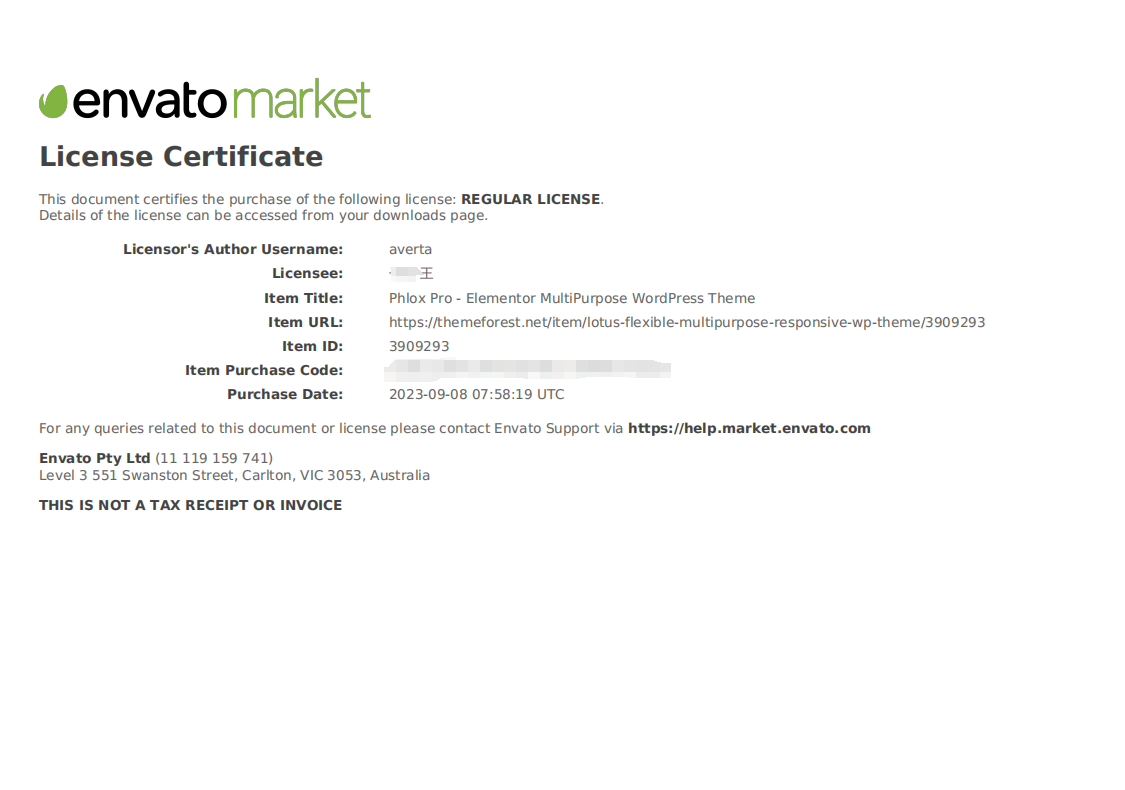 envato market
License Certificate
This document certifies the purchase of the following license: REGULAR LICENSE.
Details of the license can be accessed from your downloads page.
Licensor's Author Username: averta
Licensee: 王
Item Title: Phlox Pro - Elementor MultiPurpose WordPress Theme
Item URL: https://themeforest.net/item/lotus-flexible-multipurpose-responsive-wp-theme/3909293
Item ID: 3909293
Item Purchase Code:
Purchase Date: 2023-09-08 07:58:19 UTC
For any queries related to this document or license please contact Envato Support via https://help.market.envato.com
Envato Pty Ltd (11 119 159 741)
Level 3 551 Swanston Street, Carlton, VIC 3053, Australia
THIS IS NOT A TAX RECEIPT OR INVOICE